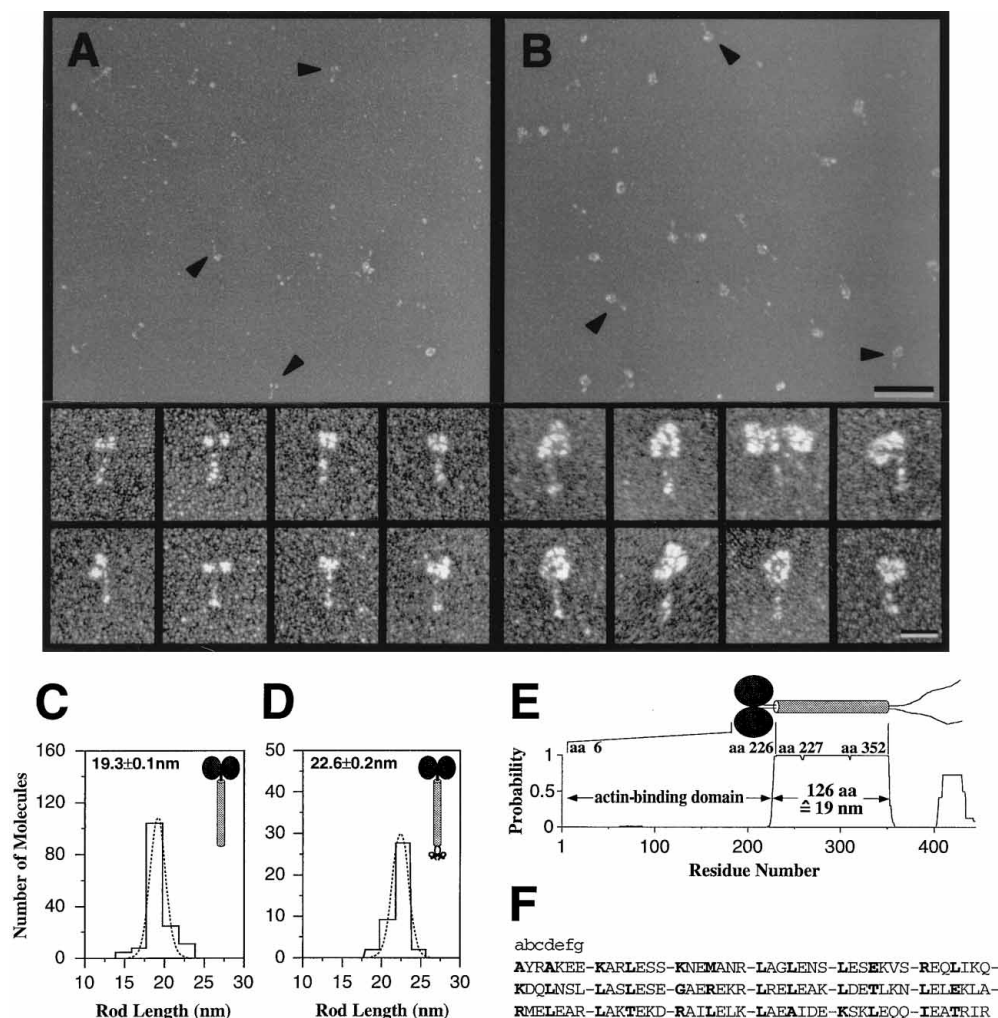 A
B
C
D
E
19.3±0.1nm
22.6±0.2nm
Number of Molecules
160
120
80
40
0
10 15 20 25 30
Rod Length (nm)
50
40
30
20
10
0
10 15 20 25 30
Rod Length (nm)
aa 6
aa 226
aa 227
aa 352
Probability
1
0.5
0
actin-binding domain
126 aa
≙ 19 nm
1 100 200 300 400
Residue Number
F
abcdefg
AYRAKEE-KARLESS-KNEMANR-LAGLENS-LESEKVS-REQLIKQ-
KDQLNSL-LASLESE-GAEREKR-LRELEAK-LDETLKN-LELEKLA-
RMELEAR-LAKTEKD-RAILELK-LAEAIDE-KSKLEQQ-IEATRIR